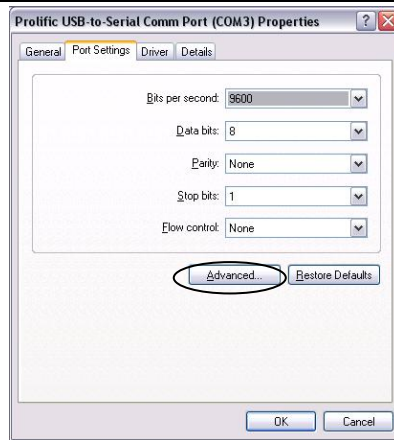 Prolific USB-to-Serial Comm Port (COM3) Properties
General Port Settings Driver Details
Bits per second: 9600
Data bits: 8
Parity: None
Stop bits: 1
Flow control: None
Advanced... Restore Defaults
OK Cancel